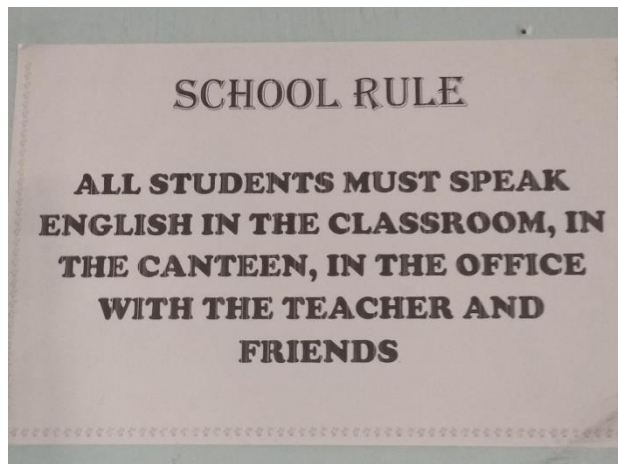 SCHOOL RULE
ALL STUDENTS MUST SPEAK
ENGLISH IN THE CLASSROOM, IN
THE CANTEEN, IN THE OFFICE
WITH THE TEACHER AND
FRIENDS